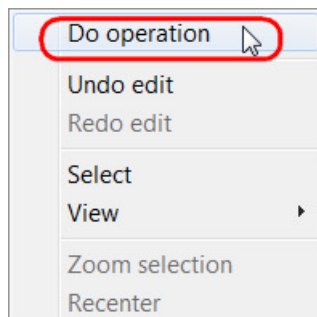 Do operation
Undo edit
Redo edit
Select
View
Zoom selection
Recenter